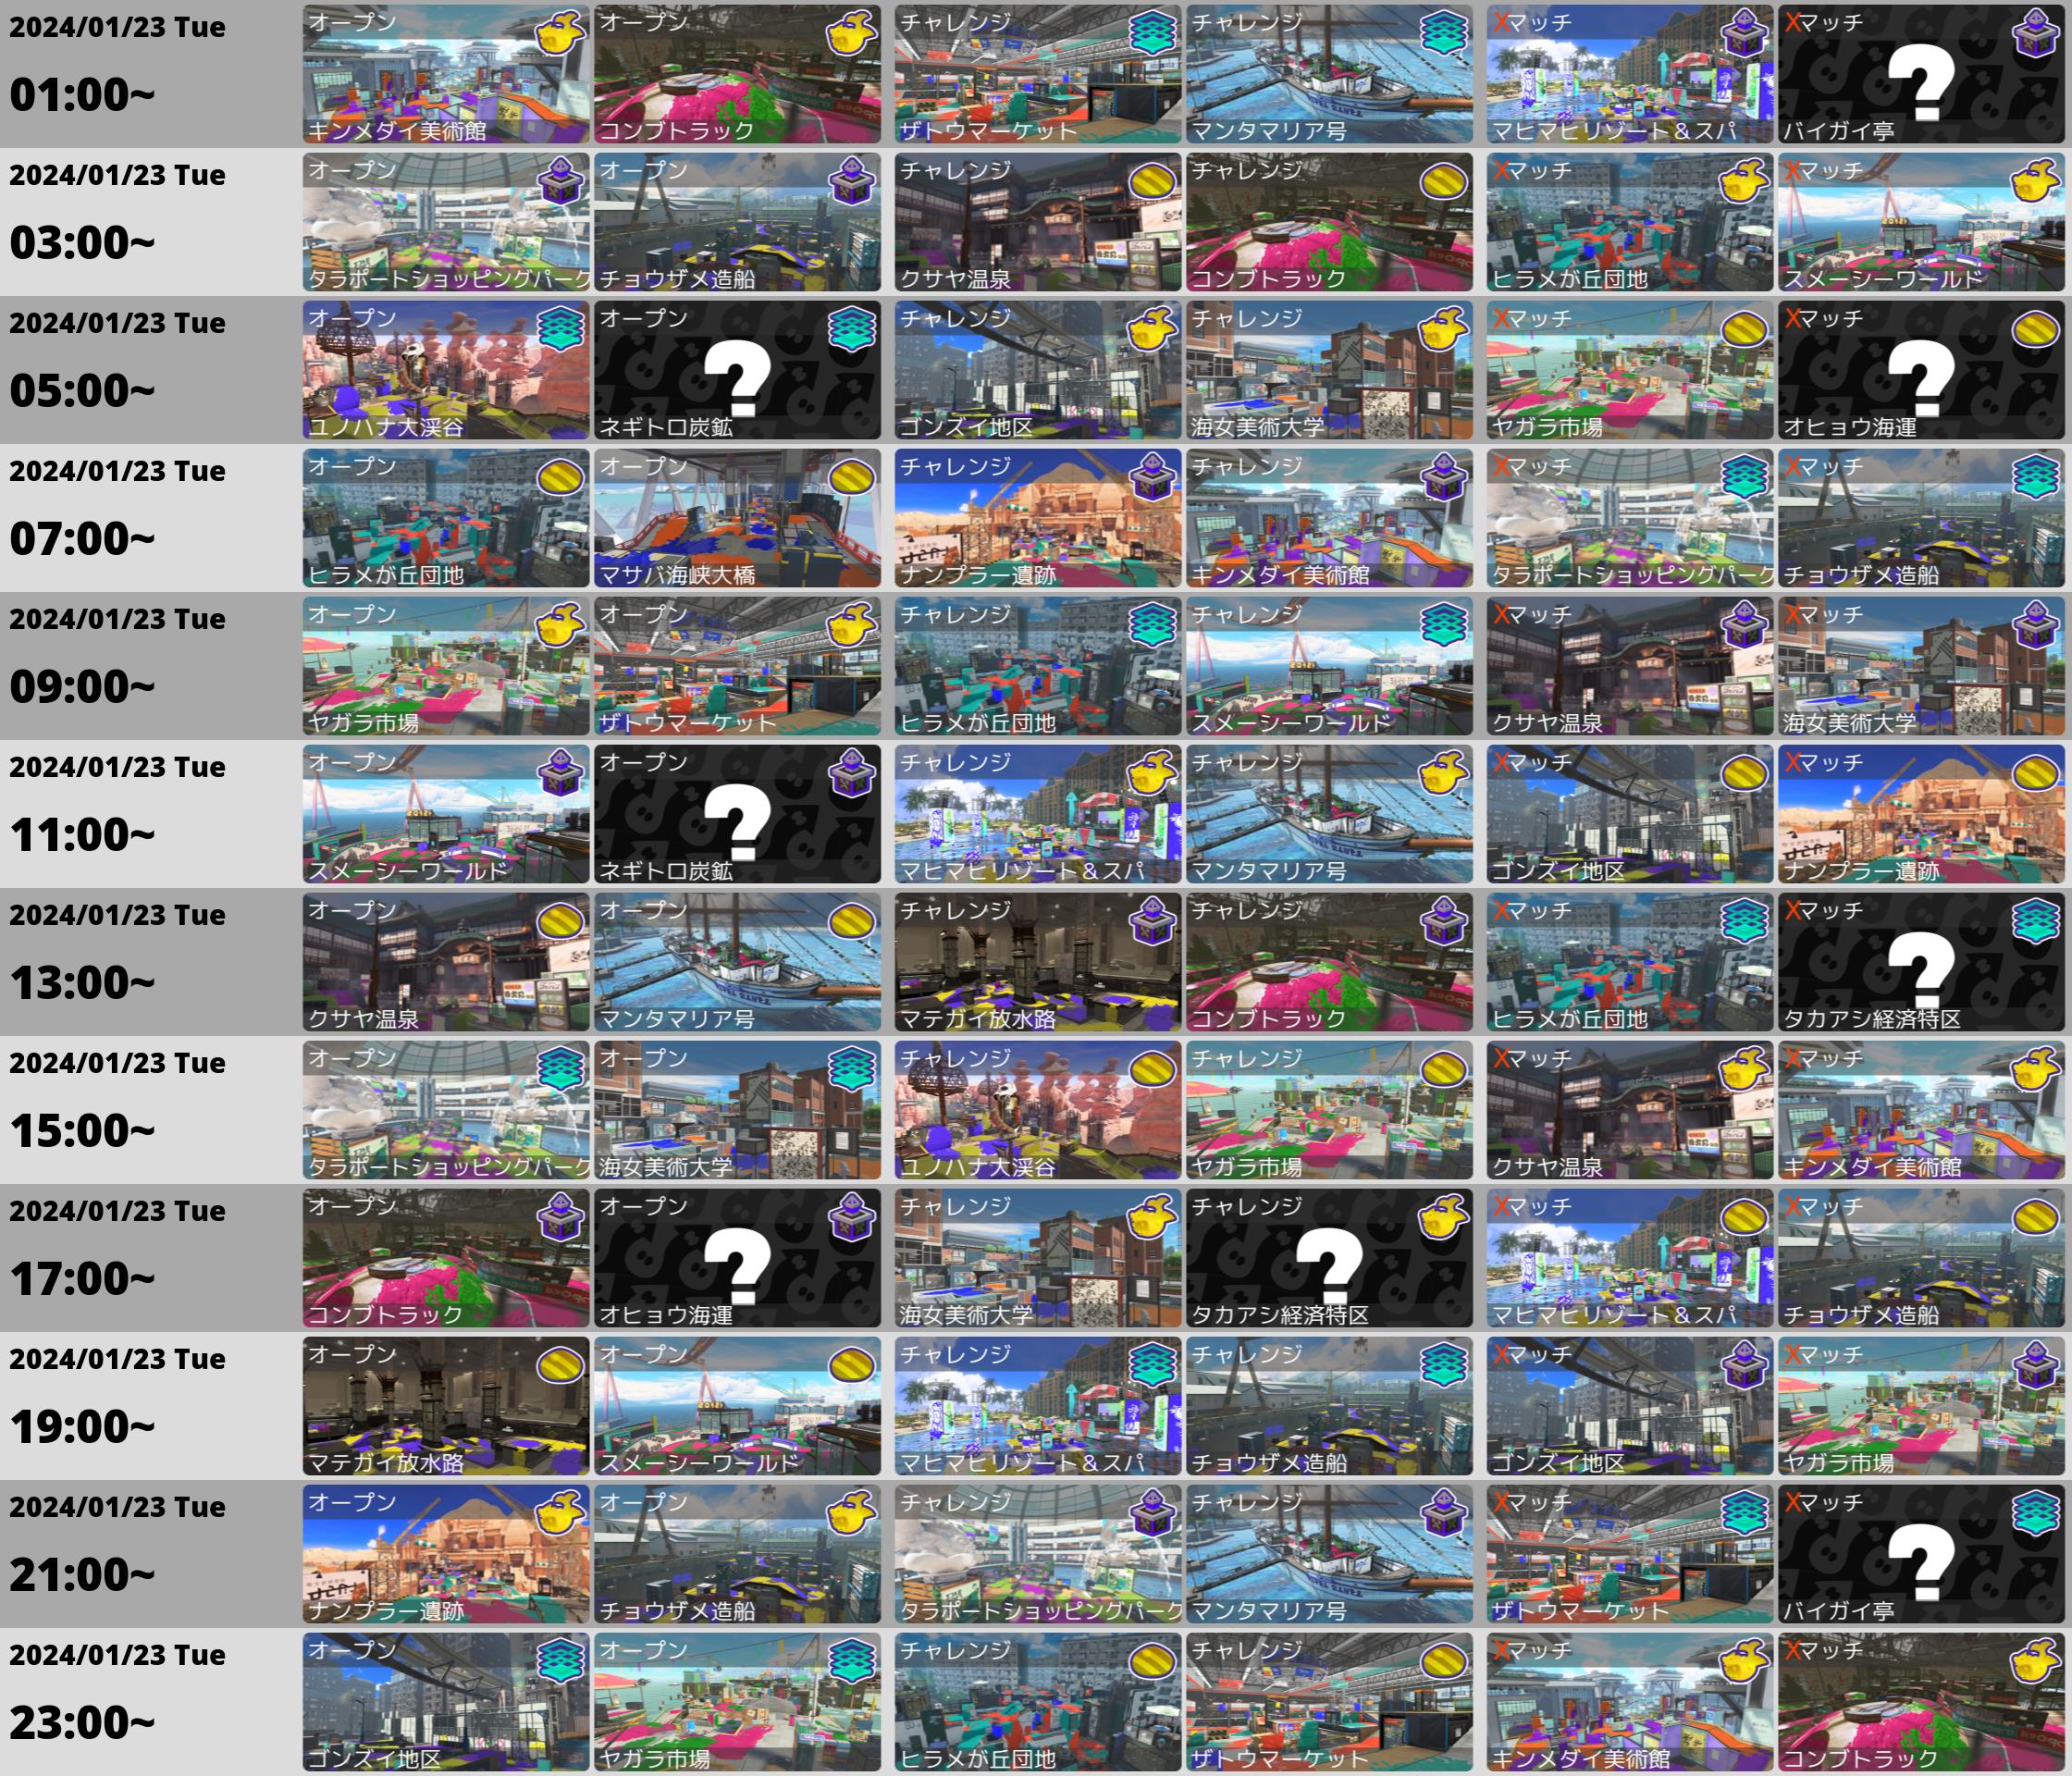 2024/01/23 Tue
01:00~
オープン オープン チャレンジ チャレンジ Xマッチ Xマッチ
キンメダイ美術館 コンブトラック ザトウマーケット マンタマリア号 マヒマヒリゾート＆スパ バイガイ亭
2024/01/23 Tue
03:00~
オープン オープン チャレンジ チャレンジ Xマッチ Xマッチ
タラポートショッピングパーク チョウザメ造船 クサヤ温泉 コンブトラック ヒラメが丘団地 スメーシーワールド
2024/01/23 Tue
05:00~
オープン オープン チャレンジ チャレンジ Xマッチ Xマッチ
ユノハナ大渓谷 ネギトロ炭鉱 ゴンズイ地区 海女美術大学 ヤガラ市場 オヒョウ海運
2024/01/23 Tue
07:00~
オープン オープン チャレンジ チャレンジ Xマッチ Xマッチ
ヒラメが丘団地 マサバ海峡大橋 ナンプラー遺跡 キンメダイ美術館 タラポートショッピングパーク チョウザメ造船
2024/01/23 Tue
09:00~
オープン オープン チャレンジ チャレンジ Xマッチ Xマッチ
ヤガラ市場 ザトウマーケット ヒラメが丘団地 スメーシーワールド クサヤ温泉 海女美術大学
2024/01/23 Tue
11:00~
オープン オープン チャレンジ チャレンジ Xマッチ Xマッチ
スメーシーワールド ネギトロ炭鉱 マヒマヒリゾート＆スパ マンタマリア号 ゴンズイ地区 ナンプラー遺跡
2024/01/23 Tue
13:00~
オープン オープン チャレンジ チャレンジ Xマッチ Xマッチ
クサヤ温泉 マンタマリア号 マテガイ放水路 コンブトラック ヒラメが丘団地 タカアシ経済特区
2024/01/23 Tue
15:00~
オープン オープン チャレンジ チャレンジ Xマッチ Xマッチ
タラポートショッピングパーク 海女美術大学 ユノハナ大渓谷 ヤガラ市場 クサヤ温泉 キンメダイ美術館
2024/01/23 Tue
17:00~
オープン オープン チャレンジ チャレンジ Xマッチ Xマッチ
コンブトラック オヒョウ海運 海女美術大学 タカアシ経済特区 マヒマヒリゾート＆スパ チョウザメ造船
2024/01/23 Tue
19:00~
オープン オープン チャレンジ チャレンジ Xマッチ Xマッチ
マテガイ放水路 スメーシーワールド マヒマヒリゾート＆スパ チョウザメ造船 ゴンズイ地区 ヤガラ市場
2024/01/23 Tue
21:00~
オープン オープン チャレンジ チャレンジ Xマッチ Xマッチ
ナンプラー遺跡 チョウザメ造船 タラポートショッピングパーク マンタマリア号 ザトウマーケット バイガイ亭
2024/01/23 Tue
23:00~
オープン オープン チャレンジ チャレンジ Xマッチ Xマッチ
ゴンズイ地区 ヤガラ市場 ヒラメが丘団地 ザトウマーケット キンメダイ美術館 コンブトラック